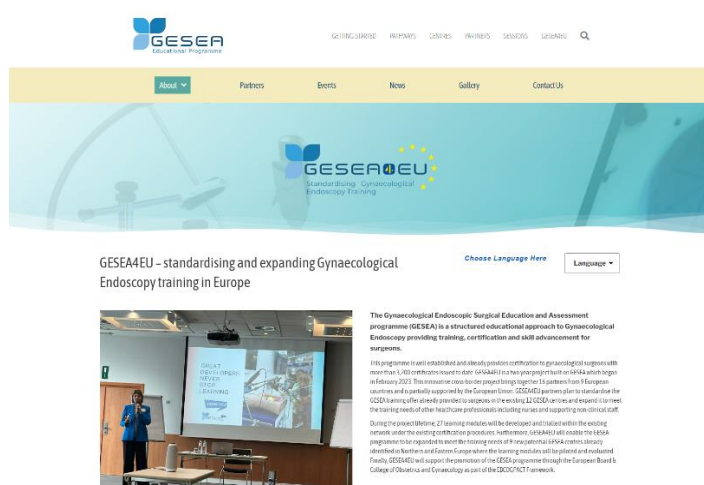 GESEA
Educational Programme
GETTING STARTED PATHWAYS CENTRES PARTNERS SESSIONS GESEA4EU
About Partners Events News Gallery Contact Us
GESEA4EU
Standardising Gynaecological
Endoscopy Training
GESEA4EU – standardising and expanding Gynaecological
Endoscopy training in Europe
Choose Language Here
Language
GREAT
DEVELOPERS
NEVER
STOP
LEARNING
The Gynaecological Endoscopic Surgical Education and Assessment
programme (GESEA) is a structured educational approach to Gynaecological
Endoscopy providing training, certification and skill advancement for
surgeons.
This programme is well established and already provides certification to gynaecological surgeons with
more than 3,200 certificates issued to date. GESEA4EU is a two year project built on GESEA which began
in February 2023. This innovative cross-border project brings together 16 partners from 9 European
countries and is partially supported by the European Union. GESEA4EU partners plan to standardise the
GESEA training offer already provided to surgeons in the existing 12 GESEA centres and expand it to meet
the training needs of other healthcare professionals including nurses and supporting non-clinical staff.
During the project lifetime, 27 learning modules will be developed and trialled within the existing
network under the existing certification procedures. Furthermore, GESEA4EU will enable the GESEA
programme to be expanded to meet the training needs of 9 new potential GESEA centres already
identified in Northern and Eastern Europe where the learning modules will be piloted and evaluated.
Finally, GESEA4EU will support the promotion of the GESEA programme through the European Board &
College of Obstetrics and Gynaecology as part of the EBCOG PACT Framework.